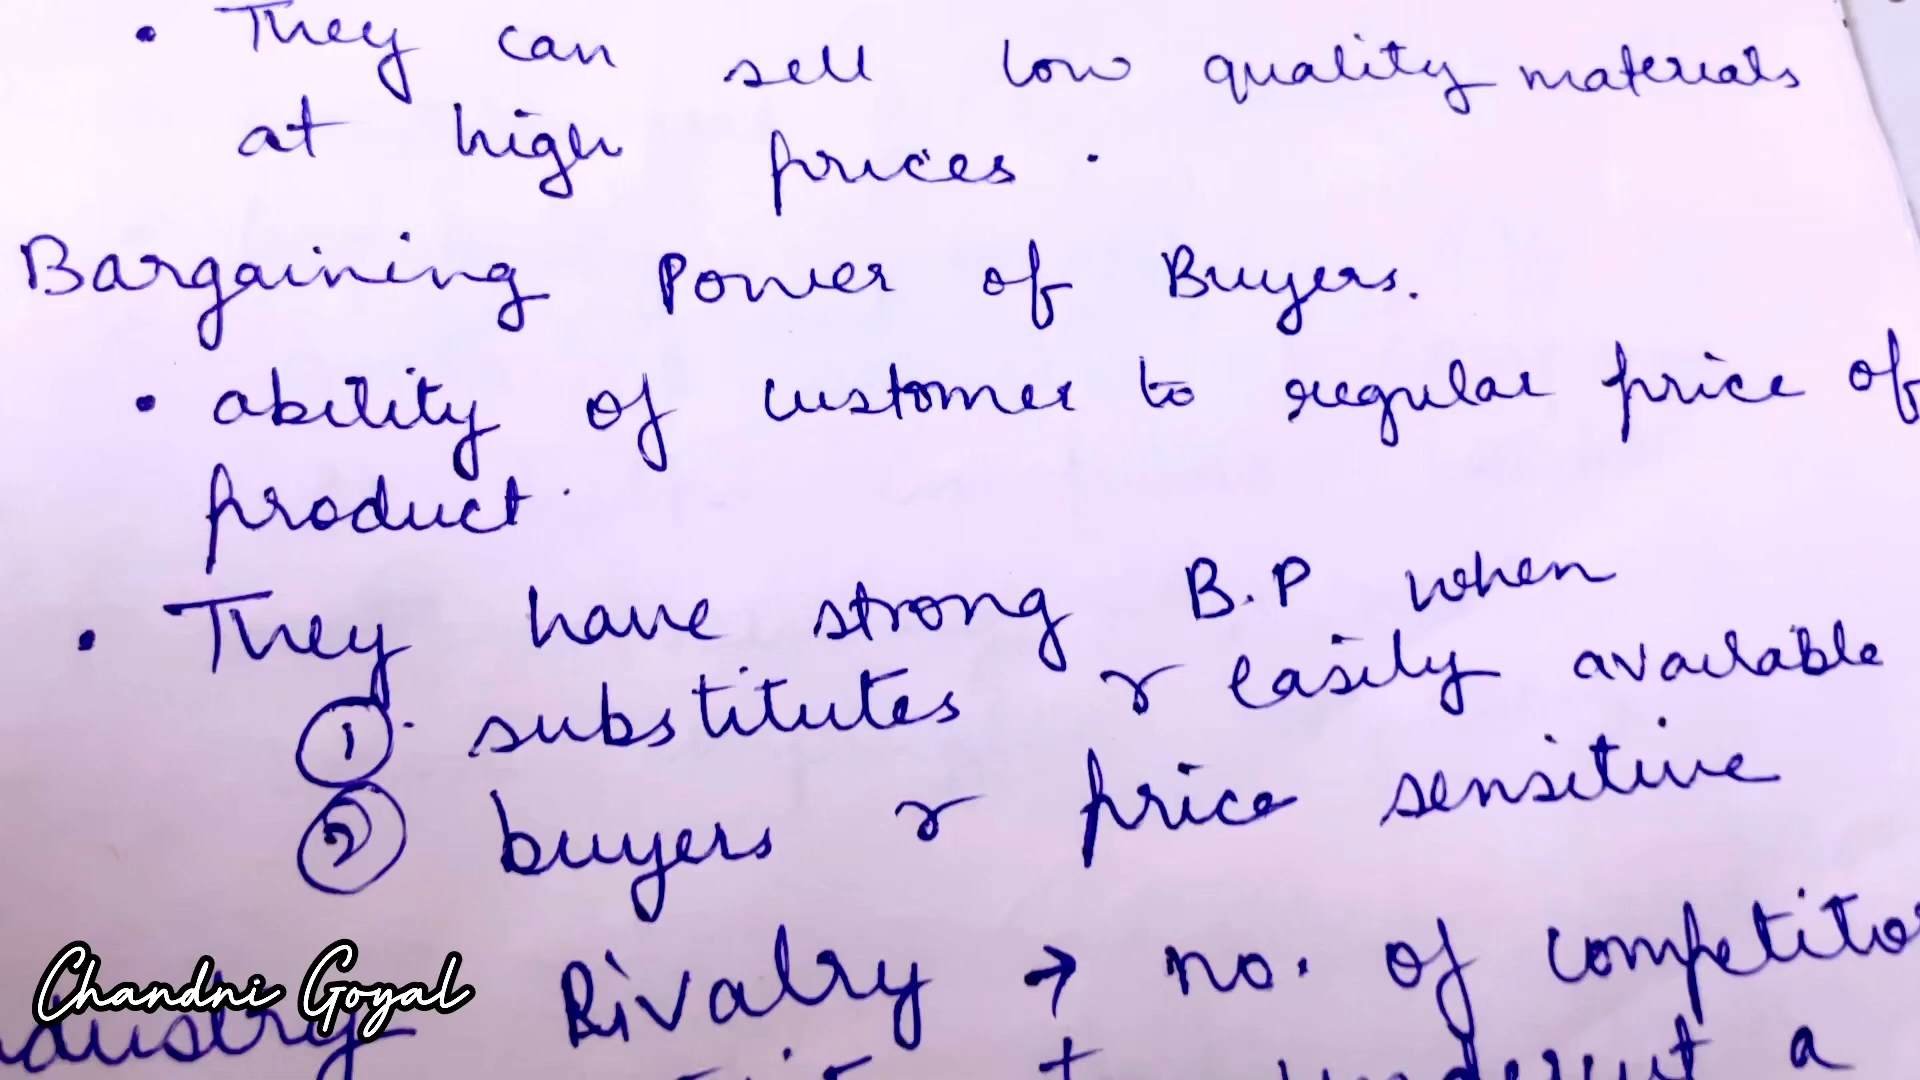 • They can sell low quality materials
at high prices.
Bargaining Power of Buyers.
• ability of customer to regular price of
product.
• They have strong B.P when
① substitutes r easily available
② buyers r price sensitive
Rivalry → no. of
undercut a
Chandni Goyal